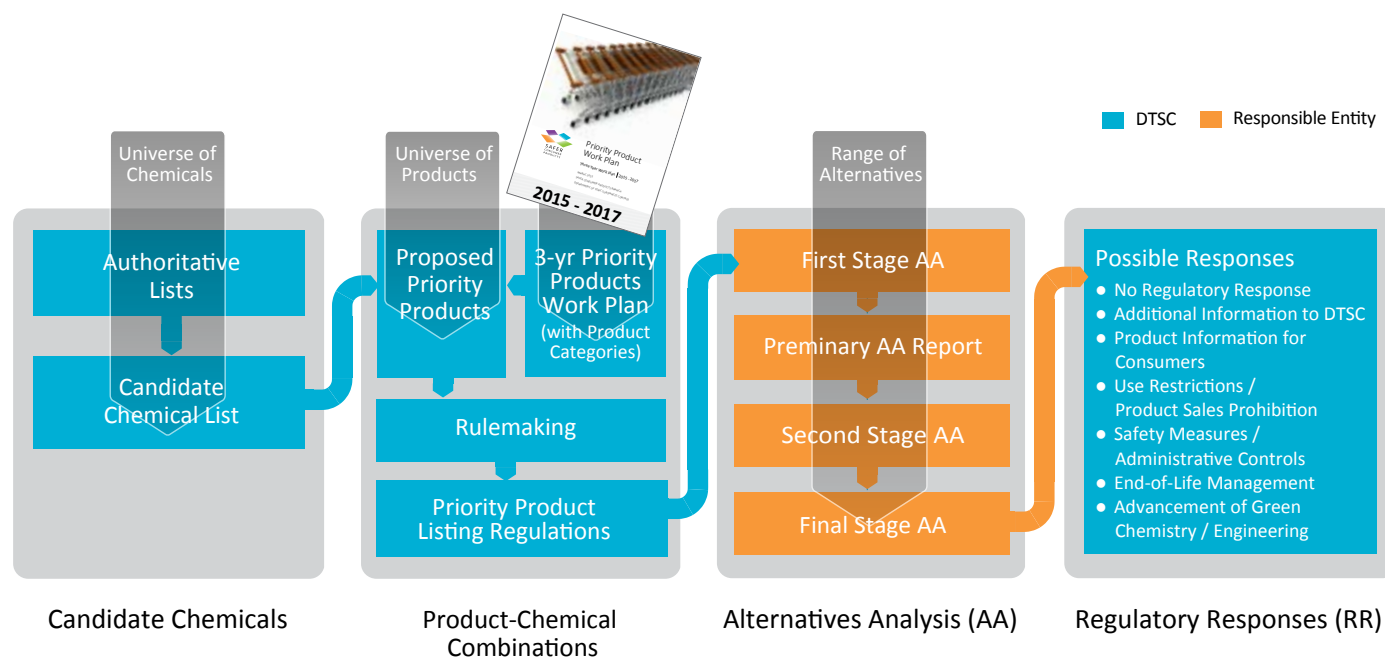 Priority Product
Work Plan
SAFER
CONSUMER
PRODUCTS
2015 - 2017
DTSC
Responsible Entity
Universe of
Chemicals
Universe of
Products
Range of
Alternatives
Authoritative
Lists
Candidate
Chemical List
Proposed
Priority
Products
3-yr Priority
Products
Work Plan
(with Product
Categories)
Rulemaking
Priority Product
Listing Regulations
First Stage AA
Preminary AA Report
Second Stage AA
Final Stage AA
Possible Responses
● No Regulatory Response
● Additional Information to DTSC
● Product Information for
Consumers
● Use Restrictions /
Product Sales Prohibition
● Safety Measures /
Administrative Controls
● End-of-Life Management
● Advancement of Green
Chemistry / Engineering
Candidate Chemicals
Product-Chemical
Combinations
Alternatives Analysis (AA)
Regulatory Responses (RR)